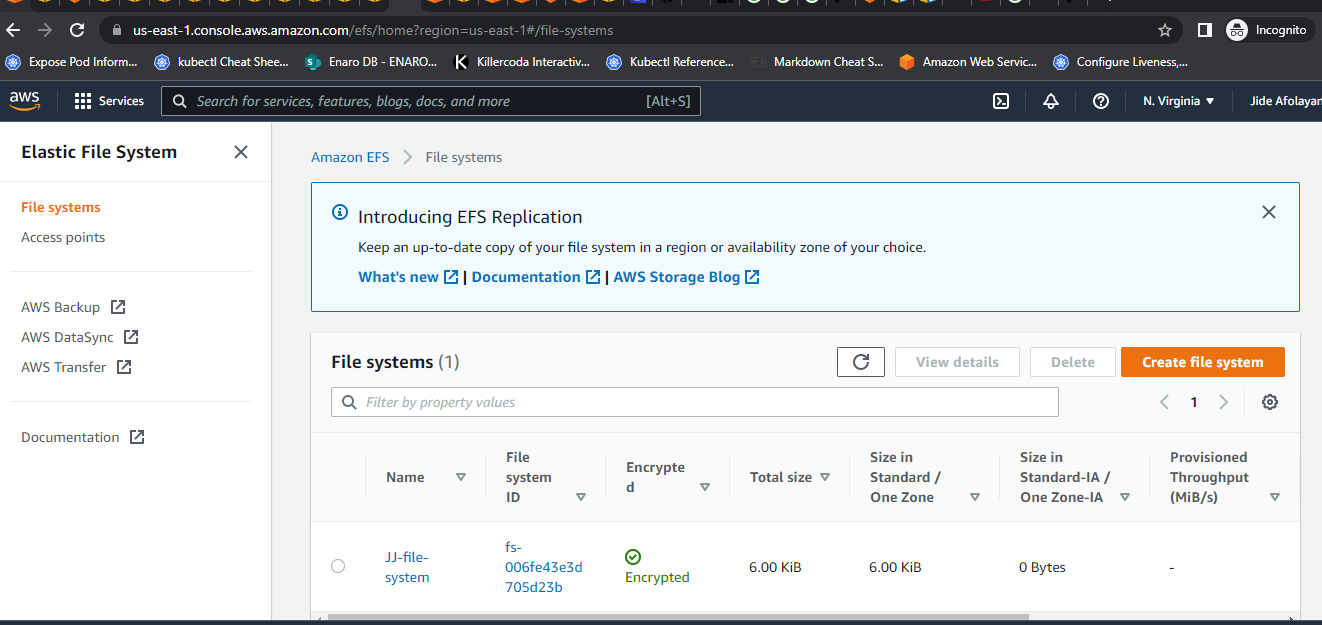 us-east-1.console.aws.amazon.com/efs/home?region=us-east-1#/file-systems
Incognito
Expose Pod Inform...
kubectl Cheat Shee...
Enaro DB - ENARO...
Killercoda Interactiv...
Kubectl Reference...
Markdown Cheat S...
Amazon Web Servic...
Configure Liveness,...
aws
Services
Search for services, features, blogs, docs, and more
[Alt+S]
N. Virginia
Jide Afolayan
Elastic File System
File systems
Access points
AWS Backup
AWS DataSync
AWS Transfer
Documentation
Amazon EFS
File systems
Introducing EFS Replication
Keep an up-to-date copy of your file system in a region or availability zone of your choice.
What's new | Documentation | AWS Storage Blog
File systems (1)
View details
Delete
Create file system
Filter by property values
1
Name
File
system
ID
Encrypte
d
Total size
Size in
Standard /
One Zone
Size in
Standard-IA /
One Zone-IA
Provisioned
Throughput
(MiB/s)
JJ-file-
system
fs-
006fe43e3d
705d23b
Encrypted
6.00 KiB
6.00 KiB
0 Bytes
-